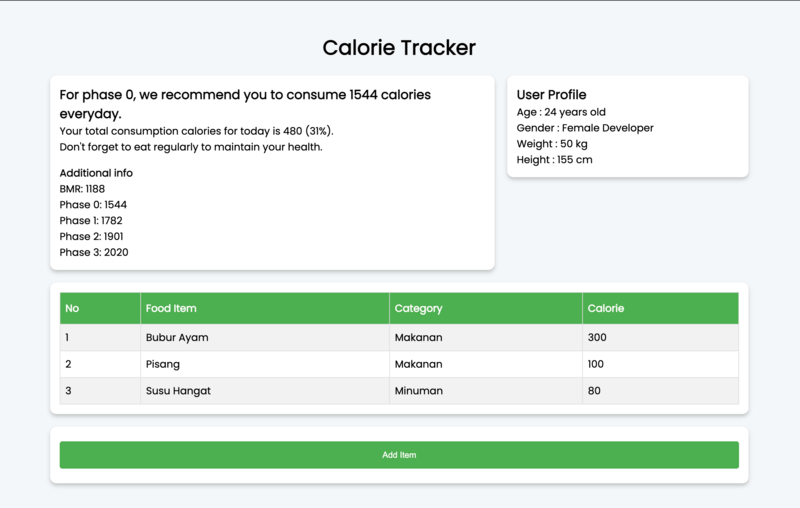 Calorie Tracker
For phase 0, we recommend you to consume 1544 calories
everyday.
Your total consumption calories for today is 480 (31%).
Don't forget to eat regularly to maintain your health.
Additional info
BMR: 1188
Phase 0: 1544
Phase 1: 1782
Phase 2: 1901
Phase 3: 2020
User Profile
Age : 24 years old
Gender : Female Developer
Weight : 50 kg
Height : 155 cm
No Food Item Category Calorie
1 Bubur Ayam Makanan 300
2 Pisang Makanan 100
3 Susu Hangat Minuman 80
Add Item